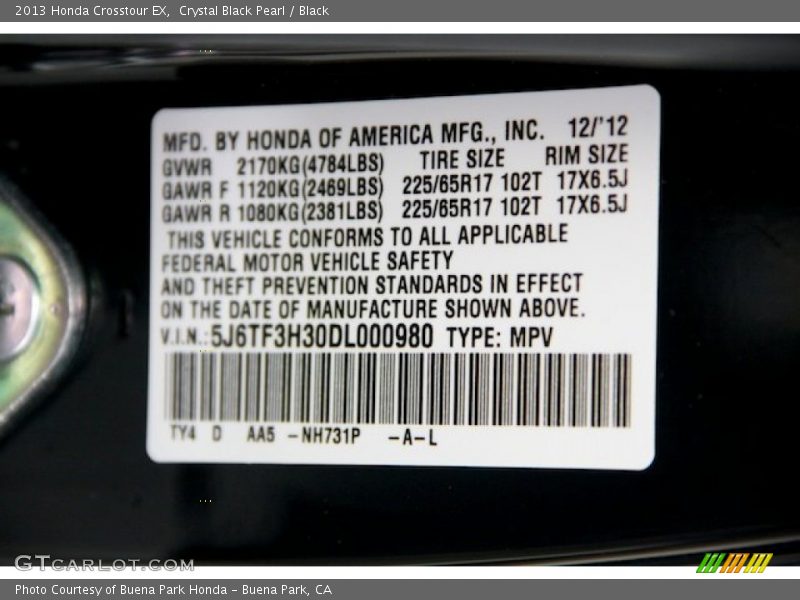 2013 Honda Crosstour EX, Crystal Black Pearl / Black
MFD. BY HONDA OF AMERICA MFG., INC. 12/'12
GVWR 2170KG(4784LBS) TIRE SIZE RIM SIZE
GAWR F 1120KG(2469LBS) 225/65R17 102T 17X6.5J
GAWR R 1080KG(2381LBS) 225/65R17 102T 17X6.5J
THIS VEHICLE CONFORMS TO ALL APPLICABLE
FEDERAL MOTOR VEHICLE SAFETY
AND THEFT PREVENTION STANDARDS IN EFFECT
ON THE DATE OF MANUFACTURE SHOWN ABOVE.
V.I.N.:5J6TF3H30DL000980 TYPE: MPV
TY4 D AA5 -NH731P -A-L
GTCARLOT.COM
Photo Courtesy of Buena Park Honda - Buena Park, CA